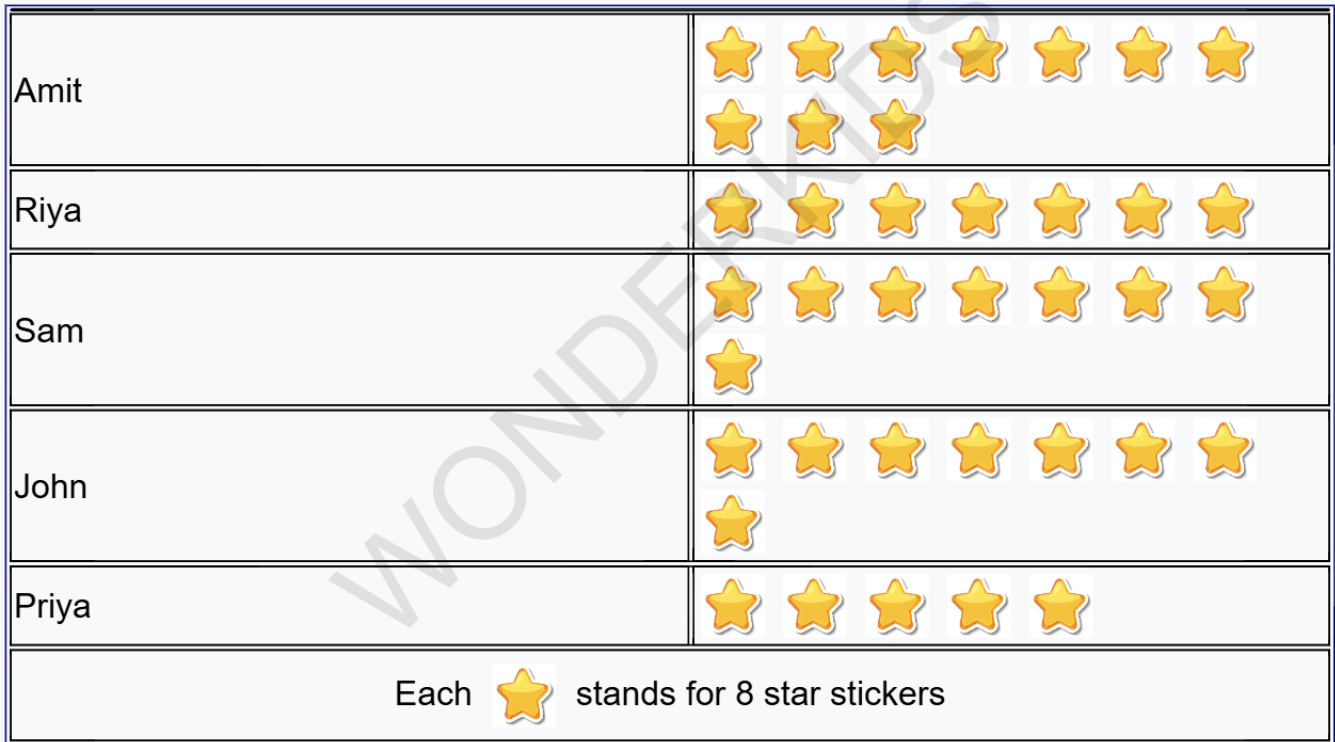 Amit
Riya
Sam
John
Priya
Each stands for 8 star stickers
WONDERKIDS